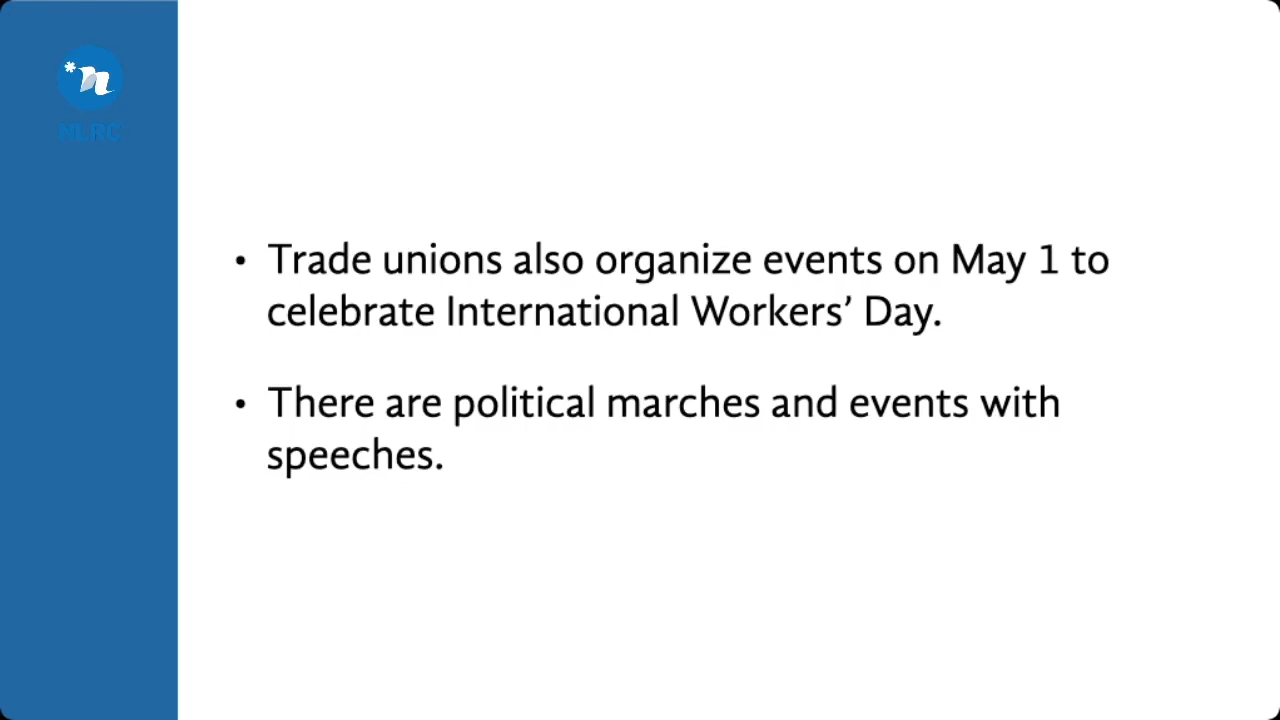 NLRC
• Trade unions also organize events on May 1 to
celebrate International Workers’ Day.
• There are political marches and events with
speeches.